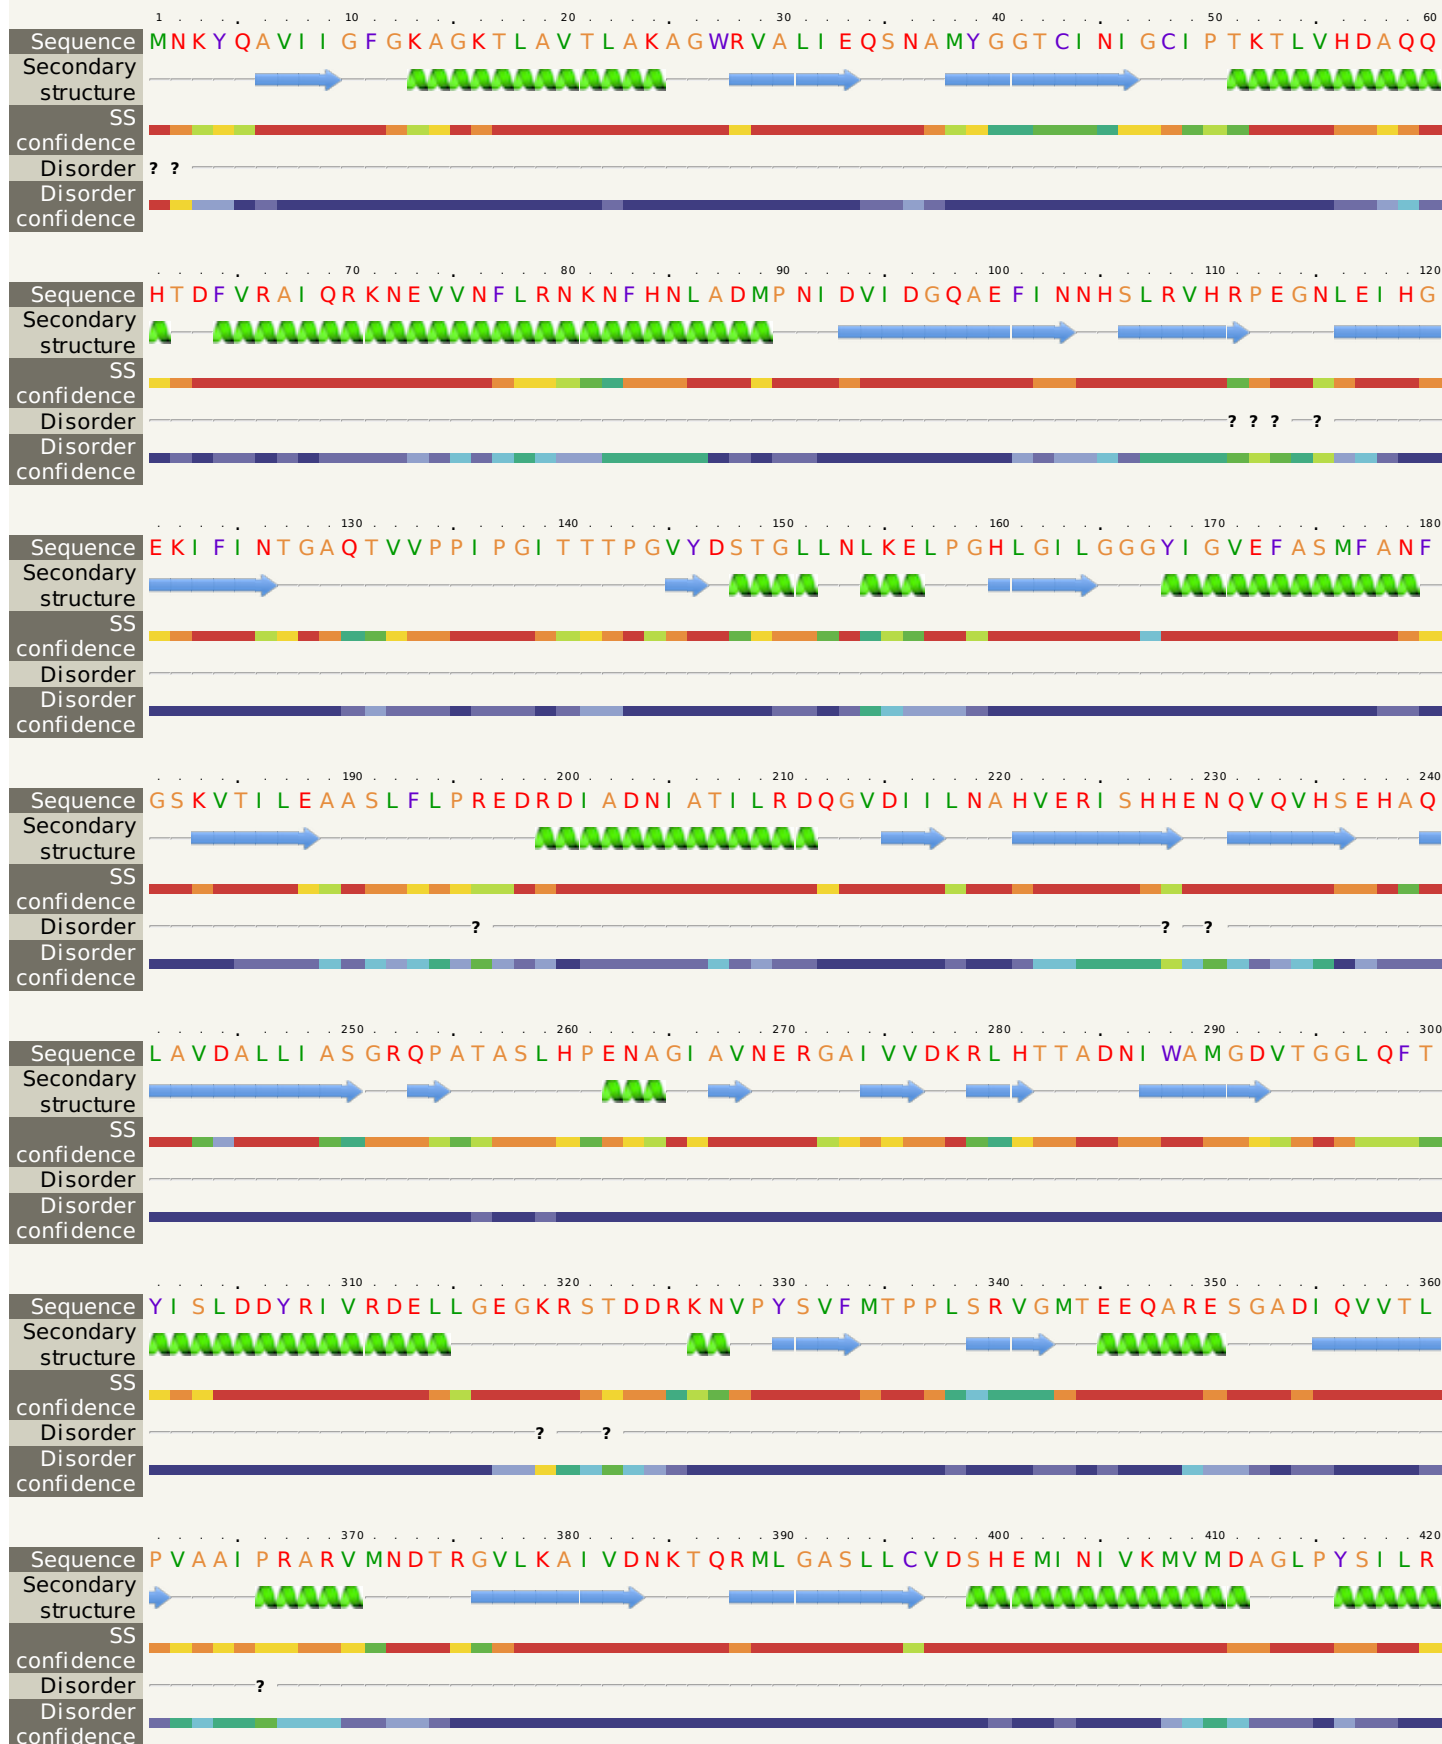 1 10 20 30 40 50 60
Sequence MNKYQAVIIGFGKAGKTLAVTLAKAGWRVALIEQSNAMYGGTCINIGCIPTKTLVHDAQQ
Secondary
structure
SS
confidence
Disorder ? ?
Disorder
confidence
70 80 90 100 110 120
Sequence HTDFVRAIQRKNEVVNFLRNKNFHNLADMPNIDVIDGQAEFINNHSLRVHRPEGNLEIHG
Secondary
structure
SS
confidence
Disorder ? ? ? ?
Disorder
confidence
130 140 150 160 170 180
Sequence EKIFINTGAQTVVPPIPGITTTPGVYDSTGLLNLKELPGHLGILGGGYIGVEFASMFANF
Secondary
structure
SS
confidence
Disorder
Disorder
confidence
190 200 210 220 230 240
Sequence GSKVTILEAASLFLPREDRDIADNIATILRDQGVDIILNAHVERISHHENQVQVHSEHAQ
Secondary
structure
SS
confidence
Disorder ? ? ?
Disorder
confidence
250 260 270 280 290 300
Sequence LAVDALLIASGRQPATASLHPENAGIAVNERGAIVVDKRLHTTADNIWAMGDVTGGLQFT
Secondary
structure
SS
confidence
Disorder
Disorder
confidence
310 320 330 340 350 360
Sequence YISLDDYRIVRDELLGEGKRSTDDRKNVPYSVFMTPPLSRVGMTEEQARESGADIQVVTL
Secondary
structure
SS
confidence
Disorder ? ?
Disorder
confidence
370 380 390 400 410 420
Sequence PVAAIPRARVMNDTRGVLKAIVDNKTQRMLGASLLCVDSHEMINIVKMVMDAGLPYSILR
Secondary
structure
SS
confidence
Disorder ?
Disorder
confidence